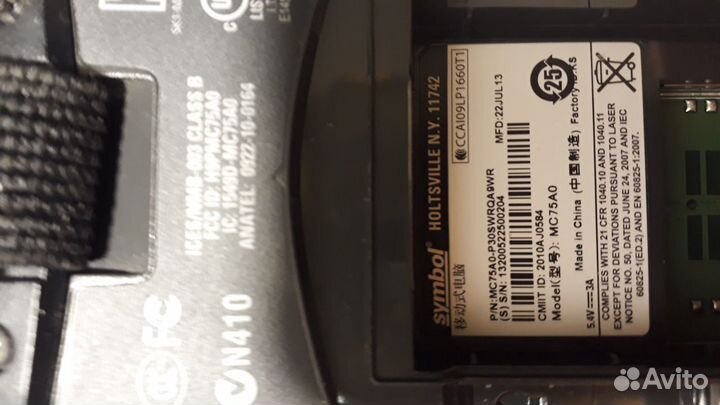 symbol HOLTSVILLE N.Y. 11742
移动式电脑
CCAI09LP1660T1
P/N:MC75A0-P30SWRQA9WR
MFD:22JUL13
(S) S/N: 13200522500204
CMIIT ID: 2010AJ0584
Model(型号): MC75A0
25
Made in China (中国制造) Factory
5.4V 3A
COMPLIES WITH 21 CFR 1040.10 AND 1040.11
EXCEPT FOR DEVIATIONS PURSUANT TO LASER
NOTICE NO. 50, DATED JUNE 24, 2007 AND IEC
60825-1(ED.2) AND EN 60825-1:2007.
ICES/NMB-003 CLASS B
FCC ID: H9PMC75A0
IC: 1549D-MC75A0
ANATEL: 0922-10-0164
FC
N410
LIS
Avito